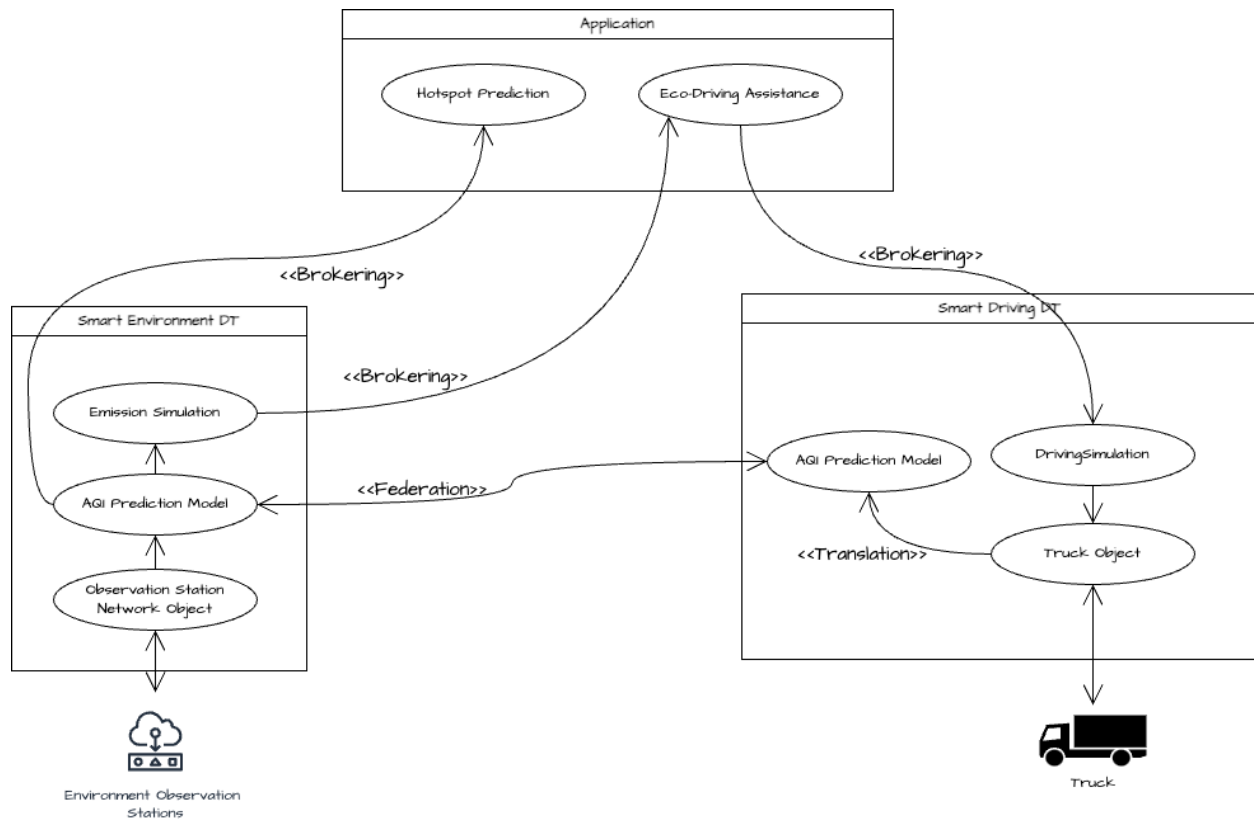 Application
Hotspot Prediction
Eco-Driving Assistance
<<Brokering>>
<<Brokering>>
<<Brokering>>
Smart Environment DT
Emission Simulation
AQI Prediction Model
Observation Station
Network Object
<<Federation>>
Smart Driving DT
AQI Prediction Model
DrivingSimulation
<<Translation>>
Truck Object
Environment Observation
Stations
Truck